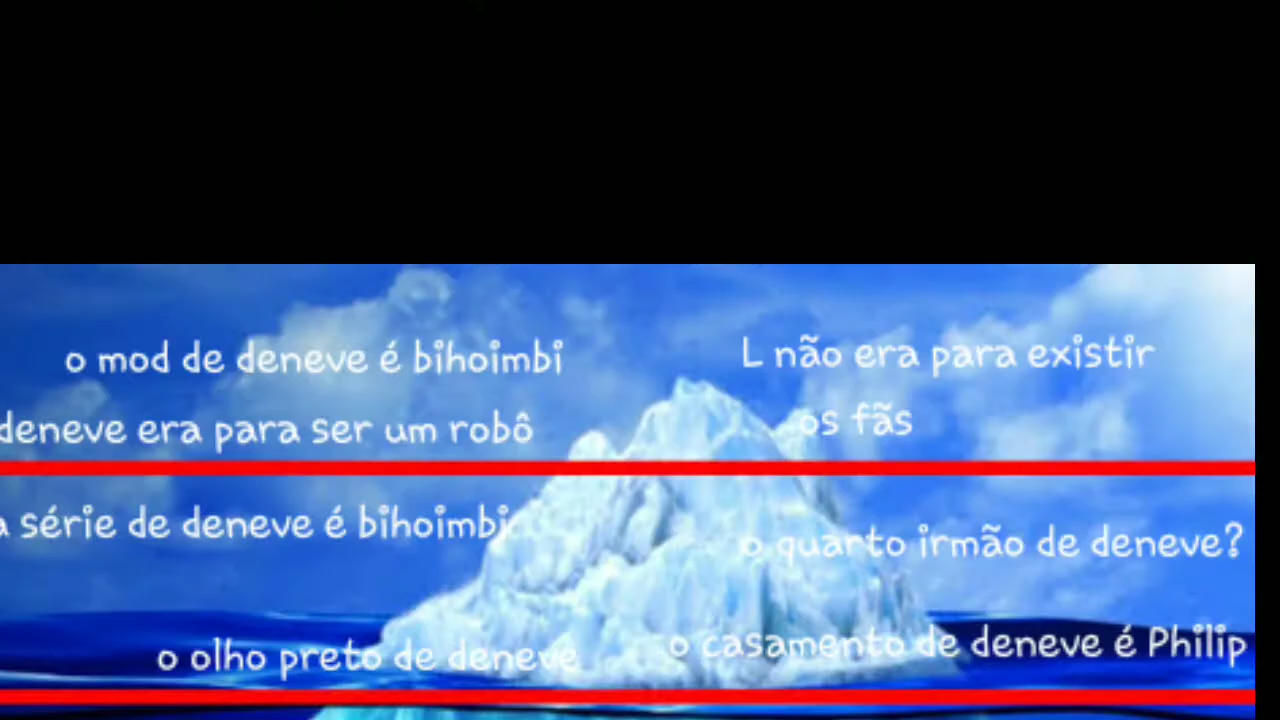 o mod de deneve é bihoimbi
L não era para existir
deneve era para ser um robô
os fãs
a série de deneve é bihoimbi
o quarto irmão de deneve?
o olho preto de deneve
o casamento de deneve é Philip